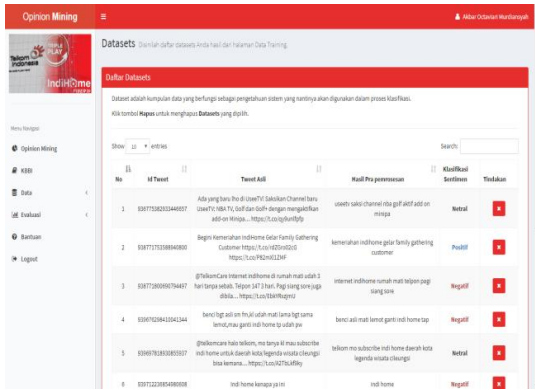 Opinion Mining
Akbar Octavian Murdiansyah
Telkom Indonesia
TRIPLE PLAY
IndiHome
Datasets Disinilah daftar datasets Anda hasil dari halaman Data Training.
Daftar Datasets
Dataset adalah kumpulan data yang berfungsi sebagai pengetahuan sistem yang nantinya akan digunakan dalam proses klasifikasi.
Klik tombol Hapus untuk menghapus Datasets yang dipilih.
Menu Navigasi
Opinion Mining
KBBI
Data
Evaluasi
Bantuan
Logout
Show 10 entries
Search:
No Id Tweet Tweet Asli Hasil Pra pemrosesan Klasifikasi Sentimen Tindakan
1 Ada yang baru lho di UseeTV! Saksikan Channel baru
UseeTV: NBA TV, Golf dan Golf+ dengan mengaktifkan
add-on Minipa...
useetv saksi channel nba golf aktif add on
minipa
Netral
2 Begini Kemeriahan IndiHome Gelar Family Gathering
Customer
kemeriahan indihome gelar family gathering
customer
Positif
3 @TelkomCare Internet indihome di rumah mati udah 3
hari tanpa sebab. Telpon 147 3 hari. Pagi siang sore juga
dibila...
internet indihome rumah mati telpon pagi
siang sore
Negatif
4 benci bgt asli sm fn,kl udah mati lama bgt sama
lemot,mau ganti indi home tp udah pw
benci asli mati lemot ganti indi home tap
Negatif
5 @telkomcare halo telkom, mo tanya kl mau subscribe
indi home untuk daerah kota legenda wisata cileungsi
bisa kemana...
telkom mo subscribe indi home daerah kota
legenda wisata cileungsi
Netral
6 Indi home kenapa ya ini
indi home
Negatif